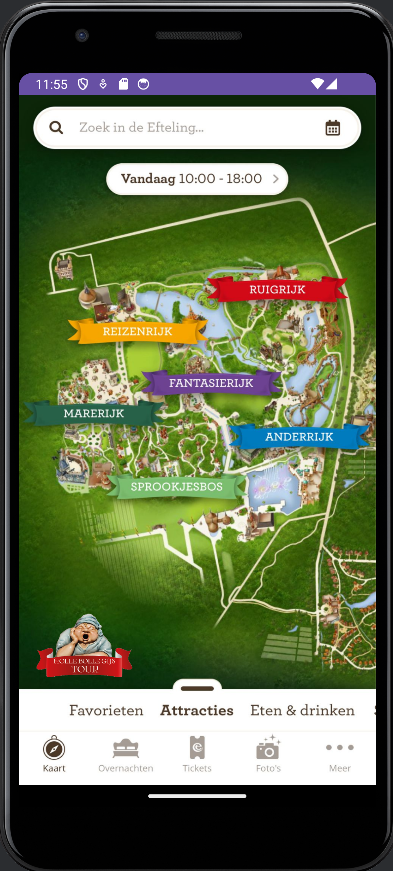 11:55
Zoek in de Efteling...
Vandaag 10:00 - 18:00
RUIGRIJK
REIZENRIJK
FANTASIERIJK
MARERIJK
ANDERRIJK
SPROOKJESBOS
HOLLE BOLLE GIJS
TOUR!
Favorieten Attracties Eten & drinken
Kaart Overnachten Tickets Foto's Meer